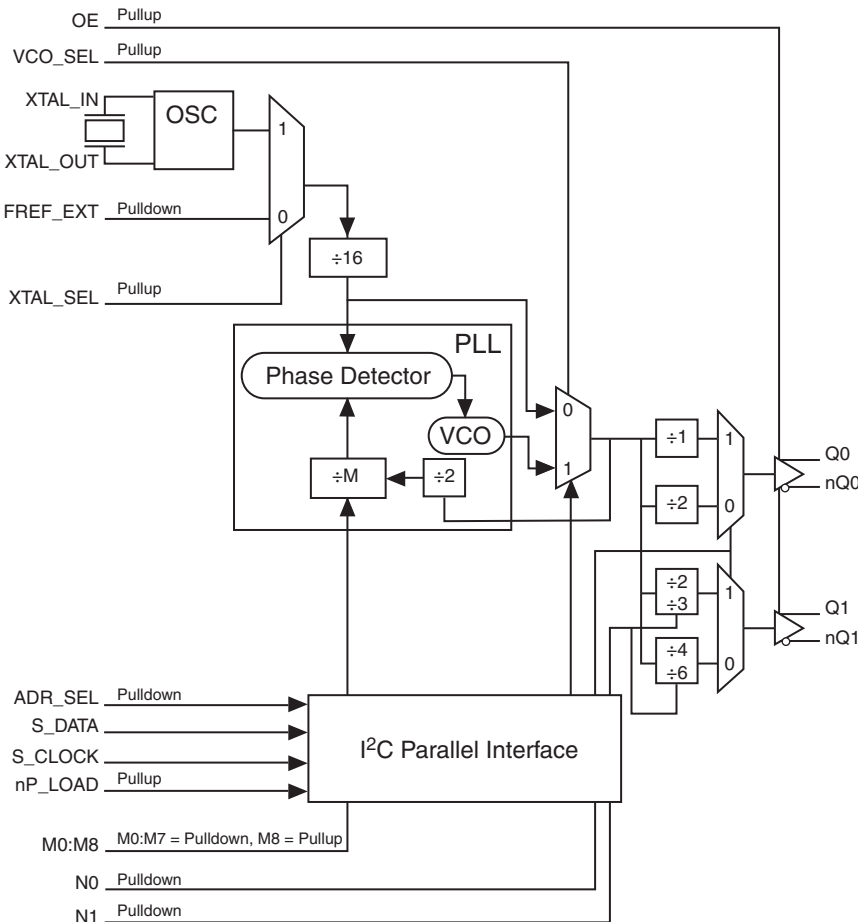 OE Pullup
VCO_SEL Pullup
XTAL_IN
OSC
XTAL_OUT
1
FREF_EXT Pulldown
0
÷16
XTAL_SEL Pullup
PLL
Phase Detector
VCO
÷M
÷2
0
1
÷1
1
÷2
0
Q0
nQ0
÷2
÷3
1
÷4
÷6
0
Q1
nQ1
ADR_SEL Pulldown
S_DATA
S_CLOCK
nP_LOAD Pullup
I²C Parallel Interface
M0:M8 M0:M7 = Pulldown, M8 = Pullup
N0 Pulldown
N1 Pulldown